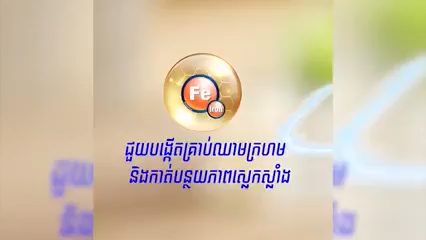 Fe
Iron
ជួយបង្កើតគ្រាប់ឈាមក្រហម
និងកាត់បន្ថយភាពស្លេកស្លាំង